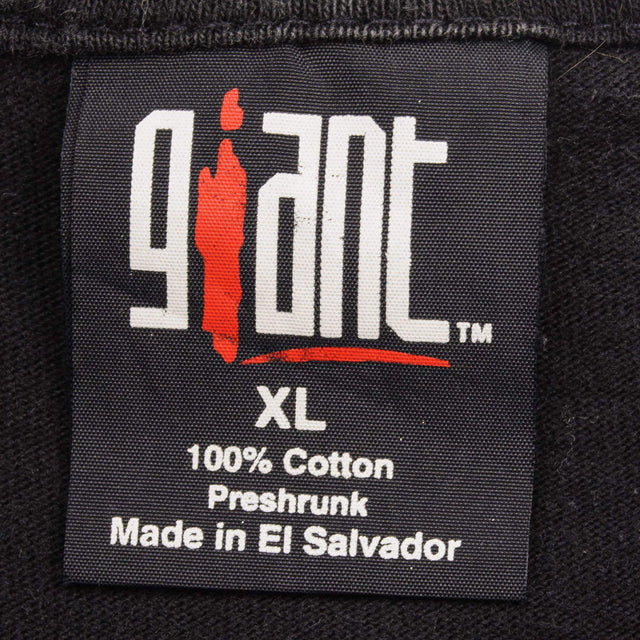 giant™
XL
100% Cotton
Preshrunk
Made in El Salvador